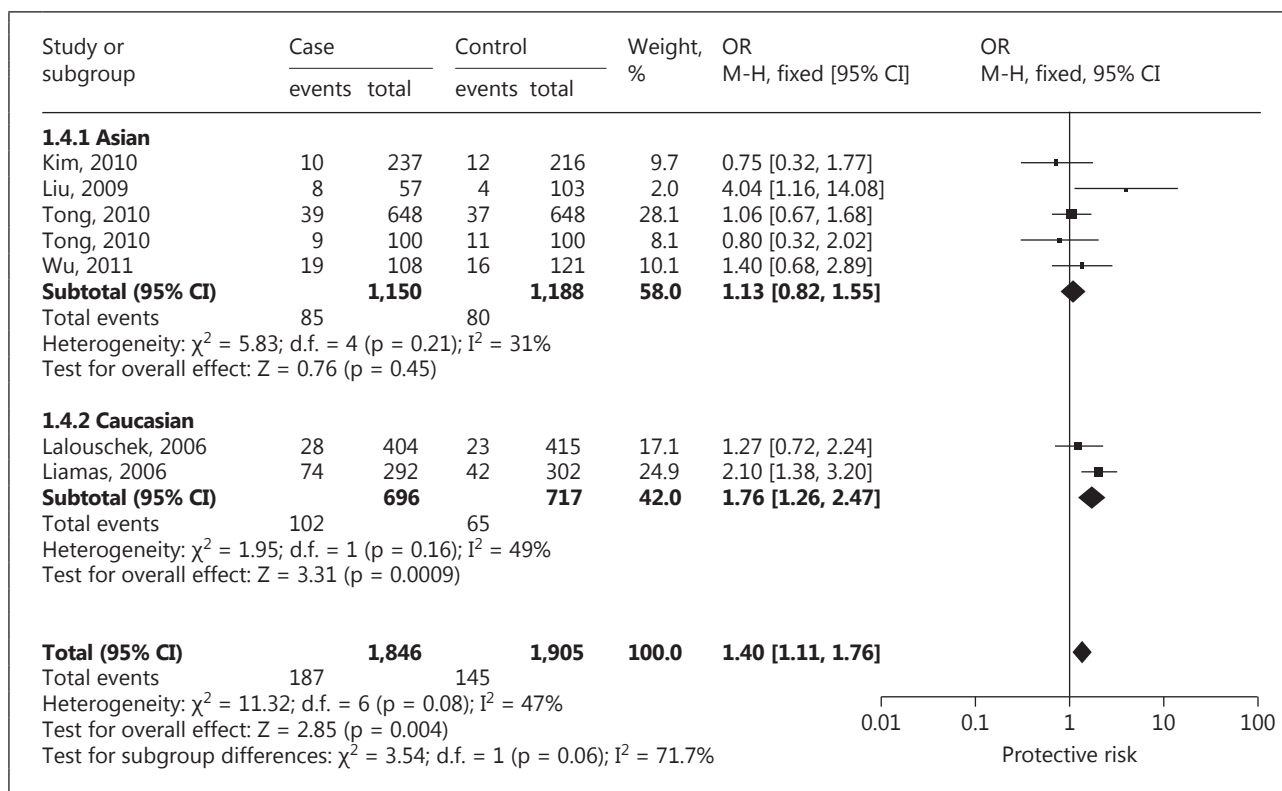 Study or subgroup Case Control Weight, % OR M-H, fixed [95% CI] OR M-H, fixed, 95% CI
events total events total
1.4.1 Asian
Kim, 2010 10 237 12 216 9.7 0.75 [0.32, 1.77]
Liu, 2009 8 57 4 103 2.0 4.04 [1.16, 14.08]
Tong, 2010 39 648 37 648 28.1 1.06 [0.67, 1.68]
Tong, 2010 9 100 11 100 8.1 0.80 [0.32, 2.02]
Wu, 2011 19 108 16 121 10.1 1.40 [0.68, 2.89]
Subtotal (95% CI) 1,150 1,188 58.0 1.13 [0.82, 1.55]
Total events 85 80
Heterogeneity: χ² = 5.83; d.f. = 4 (p = 0.21); I² = 31%
Test for overall effect: Z = 0.76 (p = 0.45)
1.4.2 Caucasian
Lalouschek, 2006 28 404 23 415 17.1 1.27 [0.72, 2.24]
Liamas, 2006 74 292 42 302 24.9 2.10 [1.38, 3.20]
Subtotal (95% CI) 696 717 42.0 1.76 [1.26, 2.47]
Total events 102 65
Heterogeneity: χ² = 1.95; d.f. = 1 (p = 0.16); I² = 49%
Test for overall effect: Z = 3.31 (p = 0.0009)
Total (95% CI) 1,846 1,905 100.0 1.40 [1.11, 1.76]
Total events 187 145
Heterogeneity: χ² = 11.32; d.f. = 6 (p = 0.08); I² = 47%
Test for overall effect: Z = 2.85 (p = 0.004)
Test for subgroup differences: χ² = 3.54; d.f. = 1 (p = 0.06); I² = 71.7%
0.01 0.1 1 10 100
Protective risk